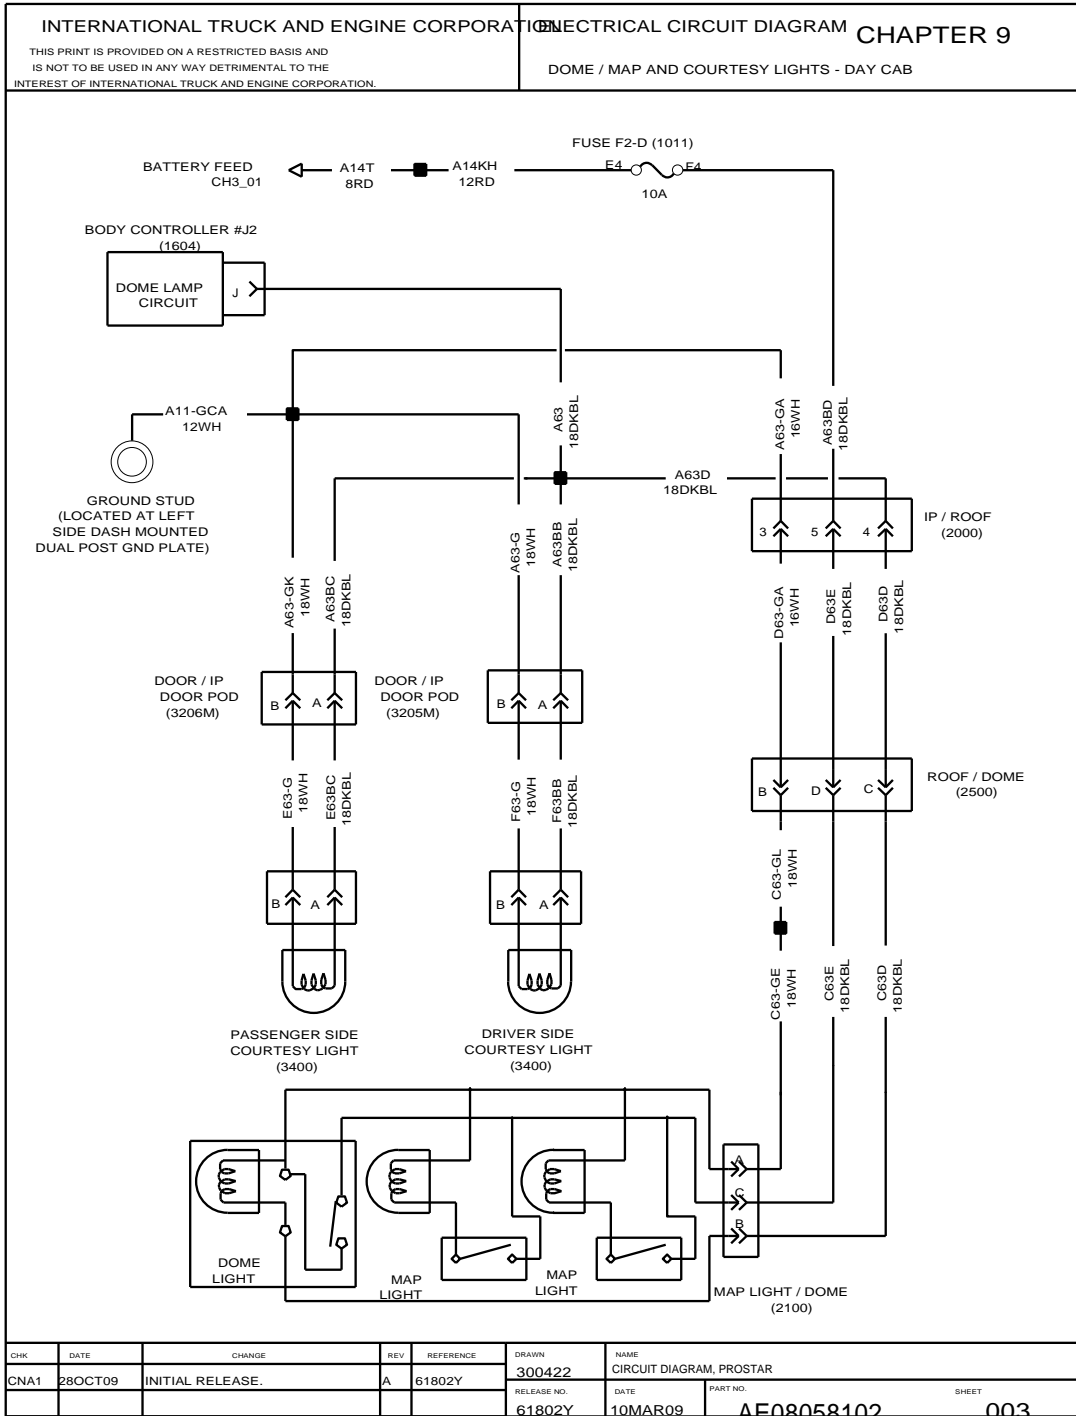 INTERNATIONAL TRUCK AND ENGINE CORPORATION
ELECTRICAL CIRCUIT DIAGRAM
CHAPTER 9
THIS PRINT IS PROVIDED ON A RESTRICTED BASIS AND
IS NOT TO BE USED IN ANY WAY DETRIMENTAL TO THE
INTEREST OF INTERNATIONAL TRUCK AND ENGINE CORPORATION.
DOME / MAP AND COURTESY LIGHTS - DAY CAB
FUSE F2-D (1011)
E4
F4
10A
BATTERY FEED
CH3_01
A14T
8RD
A14KH
12RD
BODY CONTROLLER #J2
(1604)
DOME LAMP
CIRCUIT
J
A11-GCA
12WH
GROUND STUD
(LOCATED AT LEFT
SIDE DASH MOUNTED
DUAL POST GND PLATE)
A63
18DKBL
A63-GA
16WH
A63BD
18DKBL
A63D
18DKBL
3
5
4
IP / ROOF
(2000)
A63-GK
18WH
A63BC
18DKBL
A63-G
18WH
A63BB
18DKBL
D63-GA
16WH
D63E
18DKBL
D63D
18DKBL
DOOR / IP
DOOR POD
(3206M)
B
A
DOOR / IP
DOOR POD
(3205M)
B
A
E63-G
18WH
E63BC
18DKBL
F63-G
18WH
F63BB
18DKBL
B
D
C
ROOF / DOME
(2500)
C63-GL
18WH
B
A
B
A
C63-GE
18WH
C63E
18DKBL
C63D
18DKBL
PASSENGER SIDE
COURTESY LIGHT
(3400)
DRIVER SIDE
COURTESY LIGHT
(3400)
A
C
B
DOME
LIGHT
MAP
LIGHT
MAP
LIGHT
MAP LIGHT / DOME
(2100)
CHK
DATE
CHANGE
REV
REFERENCE
DRAWN
NAME
CNA1
28OCT09
INITIAL RELEASE.
A
61802Y
300422
CIRCUIT DIAGRAM, PROSTAR
RELEASE NO.
DATE
PART NO.
SHEET
61802Y
10MAR09
AE08058102
003